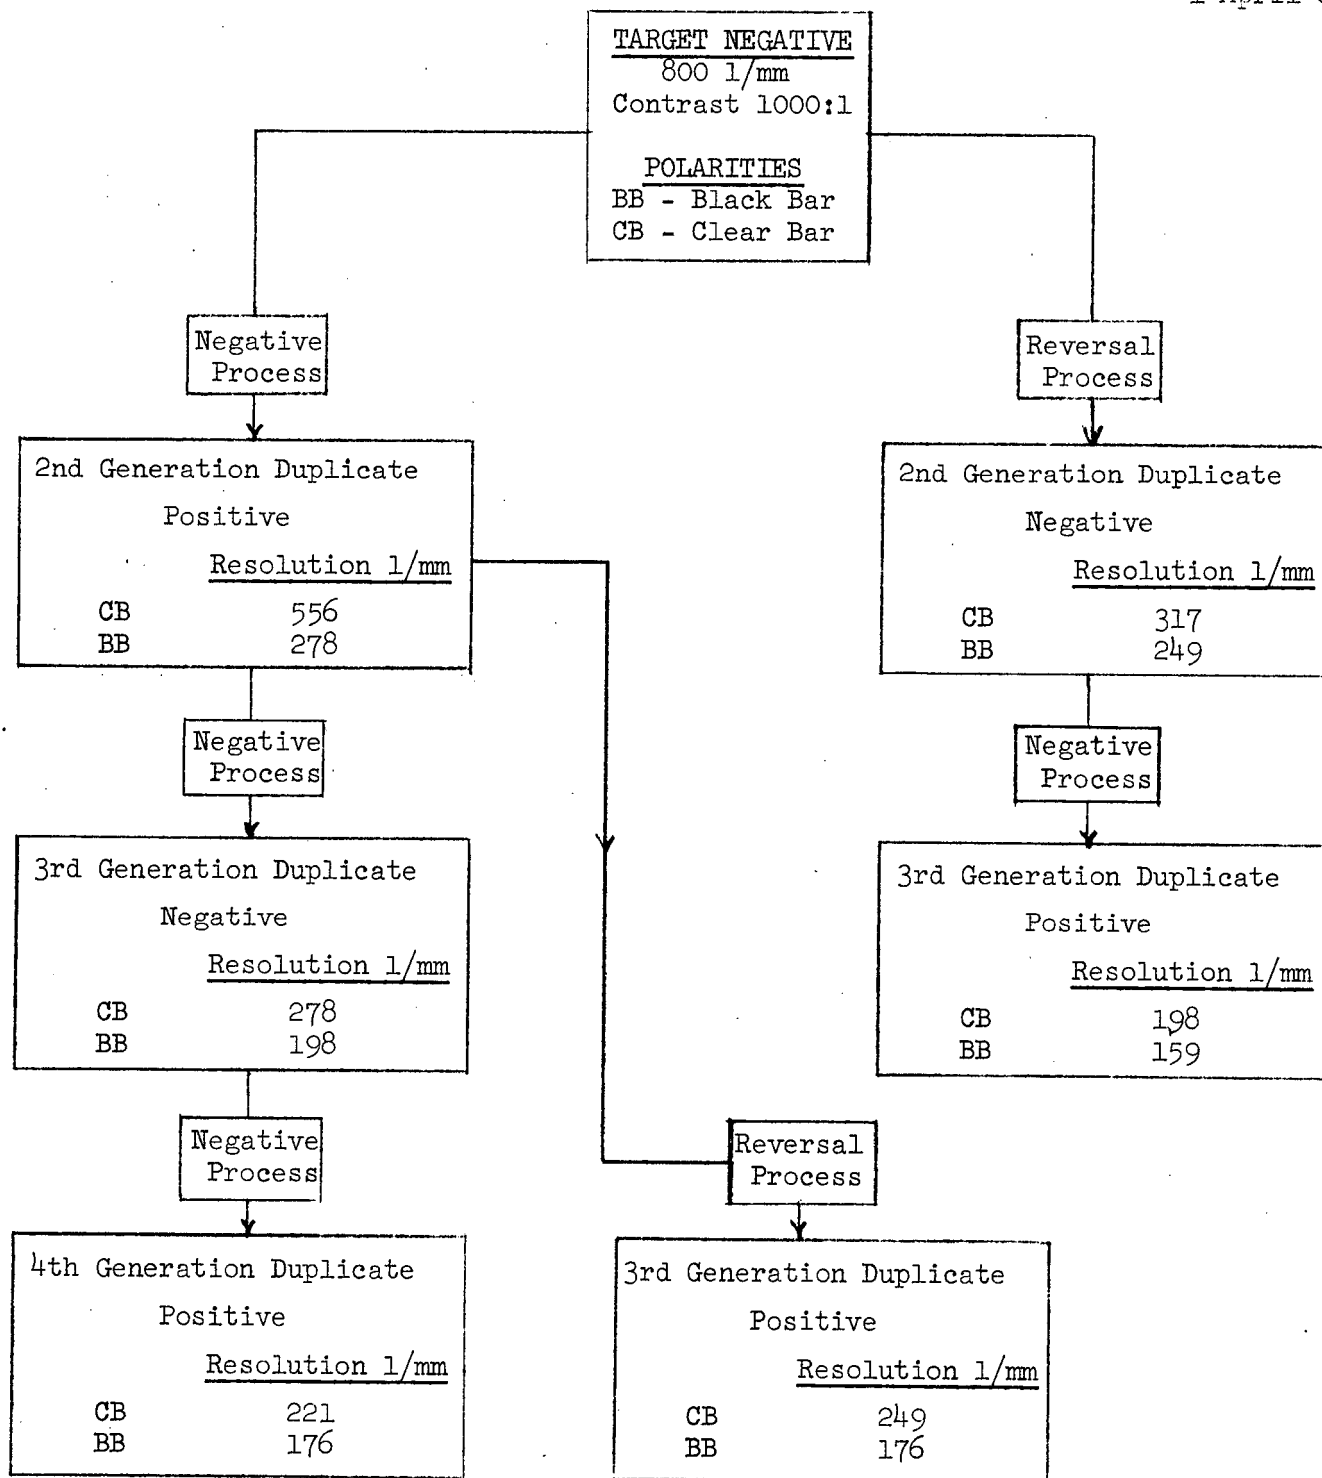 1 April
TARGET NEGATIVE
800 l/mm
Contrast 1000:1
POLARITIES
BB - Black Bar
CB - Clear Bar
Negative
Process
Reversal
Process
2nd Generation Duplicate
Positive
Resolution l/mm
CB 556
BB 278
2nd Generation Duplicate
Negative
Resolution l/mm
CB 317
BB 249
Negative
Process
Negative
Process
3rd Generation Duplicate
Negative
Resolution l/mm
CB 278
BB 198
3rd Generation Duplicate
Positive
Resolution l/mm
CB 198
BB 159
Negative
Process
Reversal
Process
4th Generation Duplicate
Positive
Resolution l/mm
CB 221
BB 176
3rd Generation Duplicate
Positive
Resolution l/mm
CB 249
BB 176